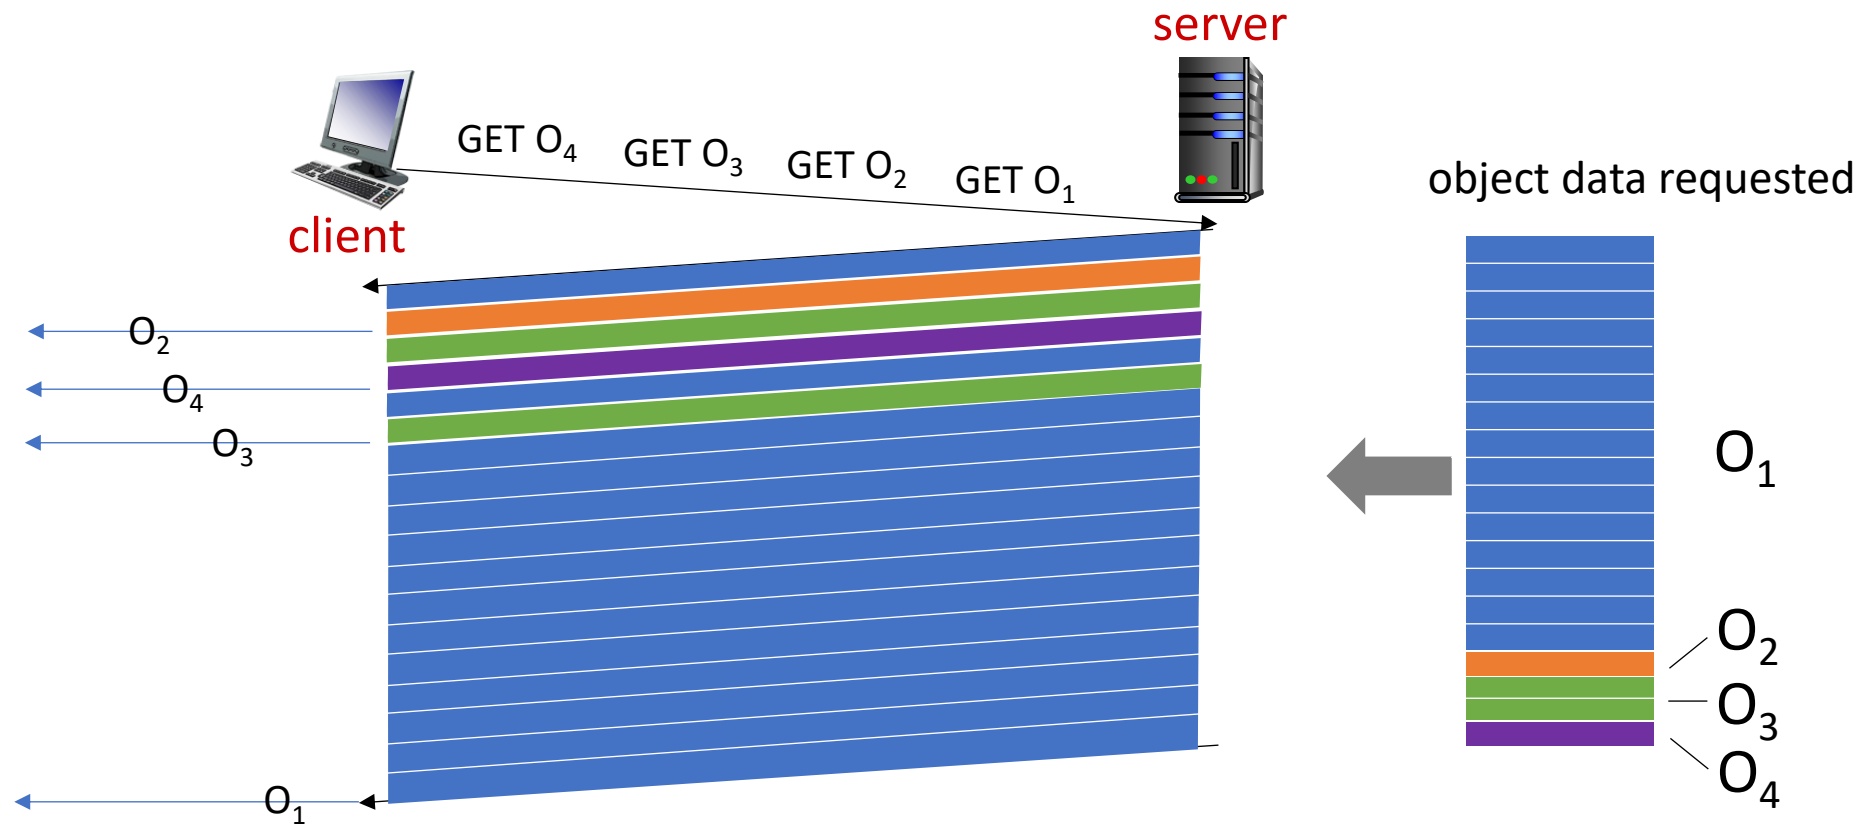 server
GET O₄
GET O₃
GET O₂
GET O₁
object data requested
client
O₂
O₄
O₃
O₁
O₁
O₂
O₃
O₄